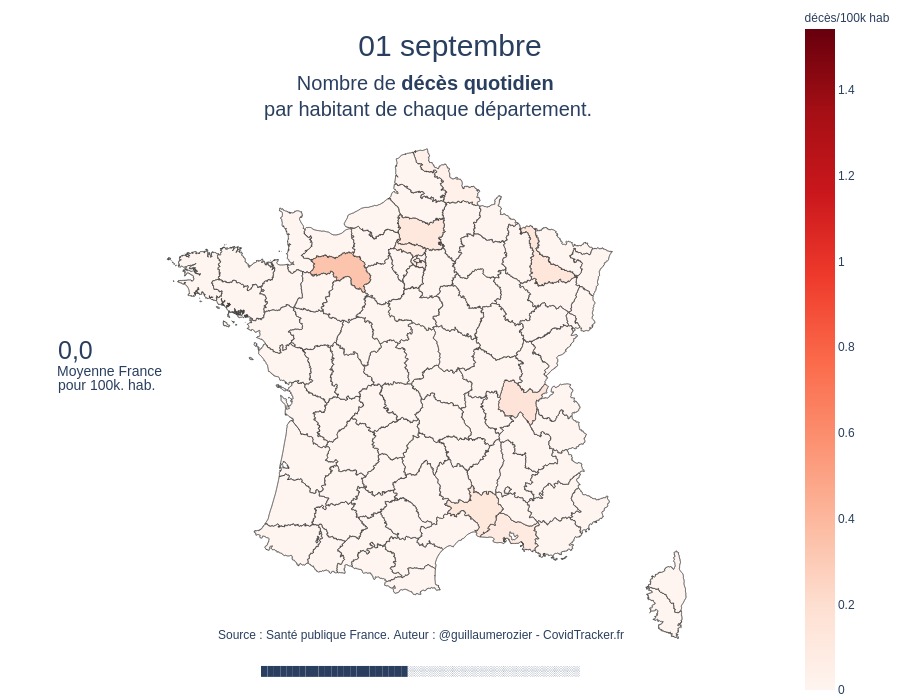 décès/100k hab
01 septembre
Nombre de décès quotidien
par habitant de chaque département.
1.4
1.2
1
0.8
0.6
0.4
0.2
0
0,0
Moyenne France
pour 100k. hab.
Source : Santé publique France. Auteur : @guillaumerozier - CovidTracker.fr